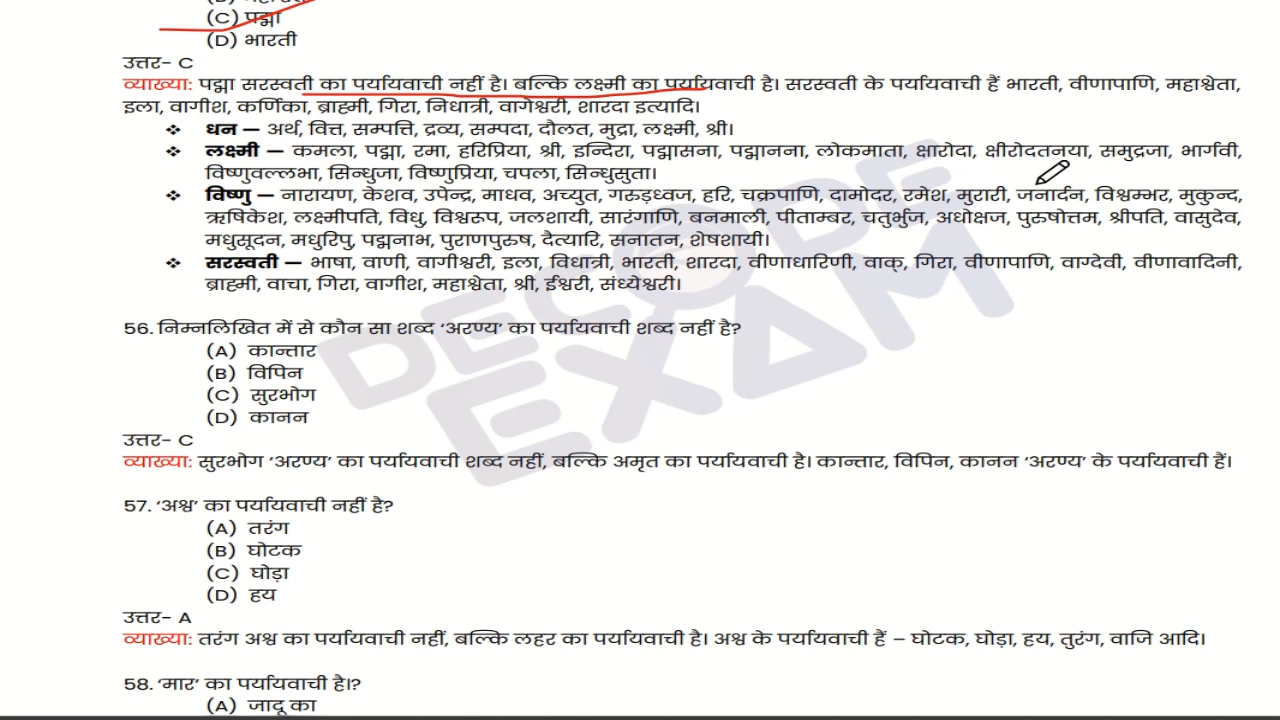 (C) पद्मा
(D) भारती
उत्तर- C
व्याख्या: पद्मा सरस्वती का पर्यायवाची नहीं है। बल्कि लक्ष्मी का पर्यायवाची है। सरस्वती के पर्यायवाची हैं भारती, वीणापाणि, महाश्वेता,
इला, वागीश, कर्णिका, ब्राह्मी, गिरा, निधात्री, वागेश्वरी, शारदा इत्यादि।
❖ धन — अर्थ, वित्त, सम्पत्ति, द्रव्य, सम्पदा, दौलत, मुद्रा, लक्ष्मी, श्री।
❖ लक्ष्मी — कमला, पद्मा, रमा, हरिप्रिया, श्री, इन्दिरा, पद्मासना, पद्मानना, लोकमाता, क्षारोदा, क्षीरोदतनया, समुद्रजा, भार्गवी,
विष्णुवल्लभा, सिन्धुजा, विष्णुप्रिया, चपला, सिन्धुसुता।
❖ विष्णु — नारायण, केशव, उपेन्द्र, माधव, अच्युत, गरुड़ध्वज, हरि, चक्रपाणि, दामोदर, रमेश, मुरारी, जनार्दन, विश्वम्भर, मुकुन्द,
ऋषिकेश, लक्ष्मीपति, विधु, विश्वरूप, जलशायी, सारंगाणि, बनमाली, पीताम्बर, चतुर्भुज, अधोक्षज, पुरुषोत्तम, श्रीपति, वासुदेव,
मधुसूदन, मधुरिपु, पद्मनाभ, पुराणपुरुष, दैत्यारि, सनातन, शेषशायी।
❖ सरस्वती — भाषा, वाणी, वागीश्वरी, इला, विधात्री, भारती, शारदा, वीणाधारिणी, वाक्, गिरा, वीणापाणि, वाग्देवी, वीणावादिनी,
ब्राह्मी, वाचा, गिरा, वागीश, महाश्वेता, श्री, ईश्वरी, संध्येश्वरी।
56. निम्नलिखित में से कौन सा शब्द ‘अरण्य’ का पर्यायवाची शब्द नहीं है?
(A) कान्तार
(B) विपिन
(C) सुरभोग
(D) कानन
उत्तर- C
व्याख्या: सुरभोग ‘अरण्य’ का पर्यायवाची शब्द नहीं, बल्कि अमृत का पर्यायवाची है। कान्तार, विपिन, कानन ‘अरण्य’ के पर्यायवाची हैं।
57. ‘अश्व’ का पर्यायवाची नहीं है?
(A) तरंग
(B) घोटक
(C) घोड़ा
(D) हय
उत्तर- A
व्याख्या: तरंग अश्व का पर्यायवाची नहीं, बल्कि लहर का पर्यायवाची है। अश्व के पर्यायवाची हैं – घोटक, घोड़ा, हय, तुरंग, वाजि आदि।
58. ‘मार’ का पर्यायवाची है।?
(A) जादू का
DECODE
EXAM